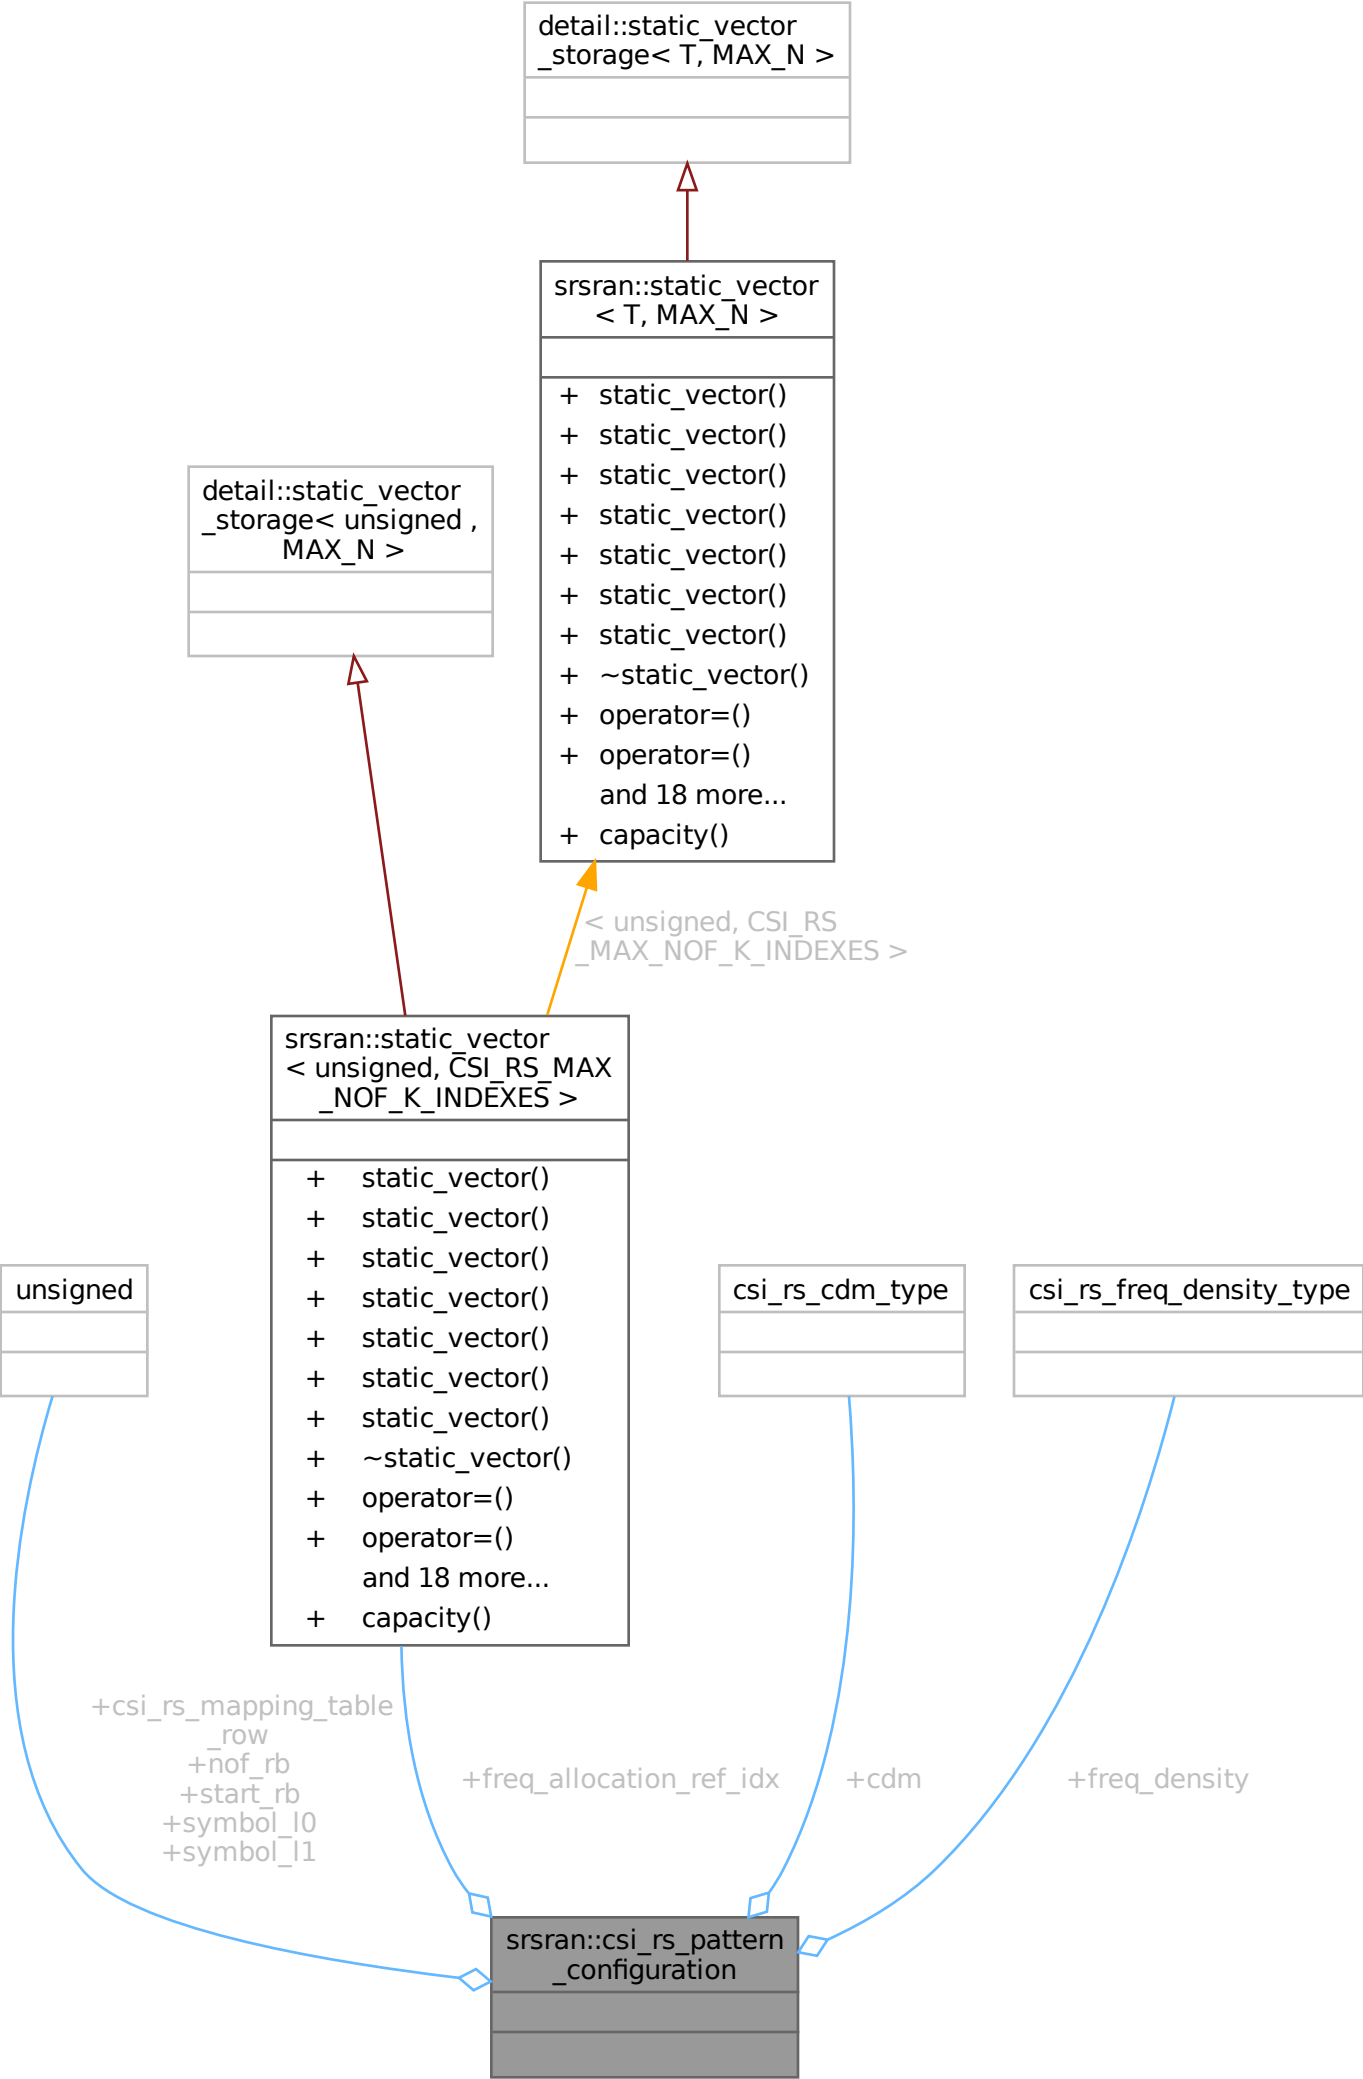 detail::static_vector
_storage< T, MAX_N >
srsran::static_vector
< T, MAX_N >
+ static_vector()
+ static_vector()
+ static_vector()
+ static_vector()
+ static_vector()
+ static_vector()
+ static_vector()
+ ~static_vector()
+ operator=()
+ operator=()
and 18 more...
+ capacity()
detail::static_vector
_storage< unsigned ,
MAX_N >
< unsigned, CSI_RS
_MAX_NOF_K_INDEXES >
srsran::static_vector
< unsigned, CSI_RS_MAX
_NOF_K_INDEXES >
+ static_vector()
+ static_vector()
+ static_vector()
+ static_vector()
+ static_vector()
+ static_vector()
+ static_vector()
+ ~static_vector()
+ operator=()
+ operator=()
and 18 more...
+ capacity()
unsigned
csi_rs_cdm_type
csi_rs_freq_density_type
+csi_rs_mapping_table
_row
+nof_rb
+start_rb
+symbol_l0
+symbol_l1
+freq_allocation_ref_idx
+cdm
+freq_density
srsran::csi_rs_pattern
_configuration